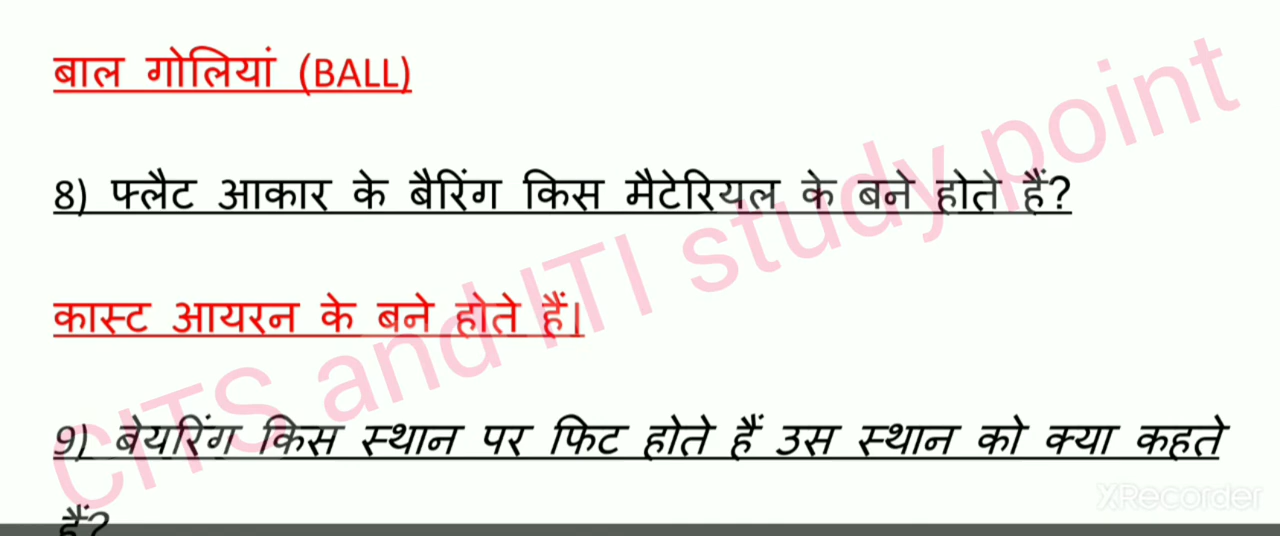 बाल गोलियां (BALL)
8) फ्लैट आकार के बैरिंग किस मैटेरियल के बने होते हैं?
कास्ट आयरन के बने होते हैं।
9) बेयरिंग किस स्थान पर फिट होते हैं उस स्थान को क्या कहते
हैं?
CITS and ITI study point
XRecorder